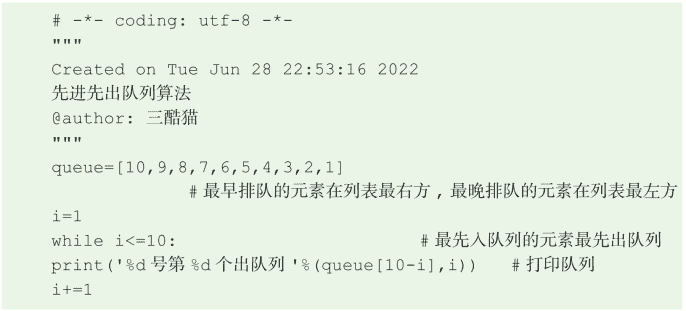 # -*- coding: utf-8 -*-
"""
Created on Tue Jun 28 22:53:16 2022
先进先出队列算法
@author: 三酷猫
"""
queue=[10,9,8,7,6,5,4,3,2,1]
# 最早排队的元素在列表最右方，最晚排队的元素在列表最左方
i=1
while i<=10: # 最先入队列的元素最先出队列
print('%d 号第 %d 个出队列 '%(queue[10-i],i)) # 打印队列
i+=1